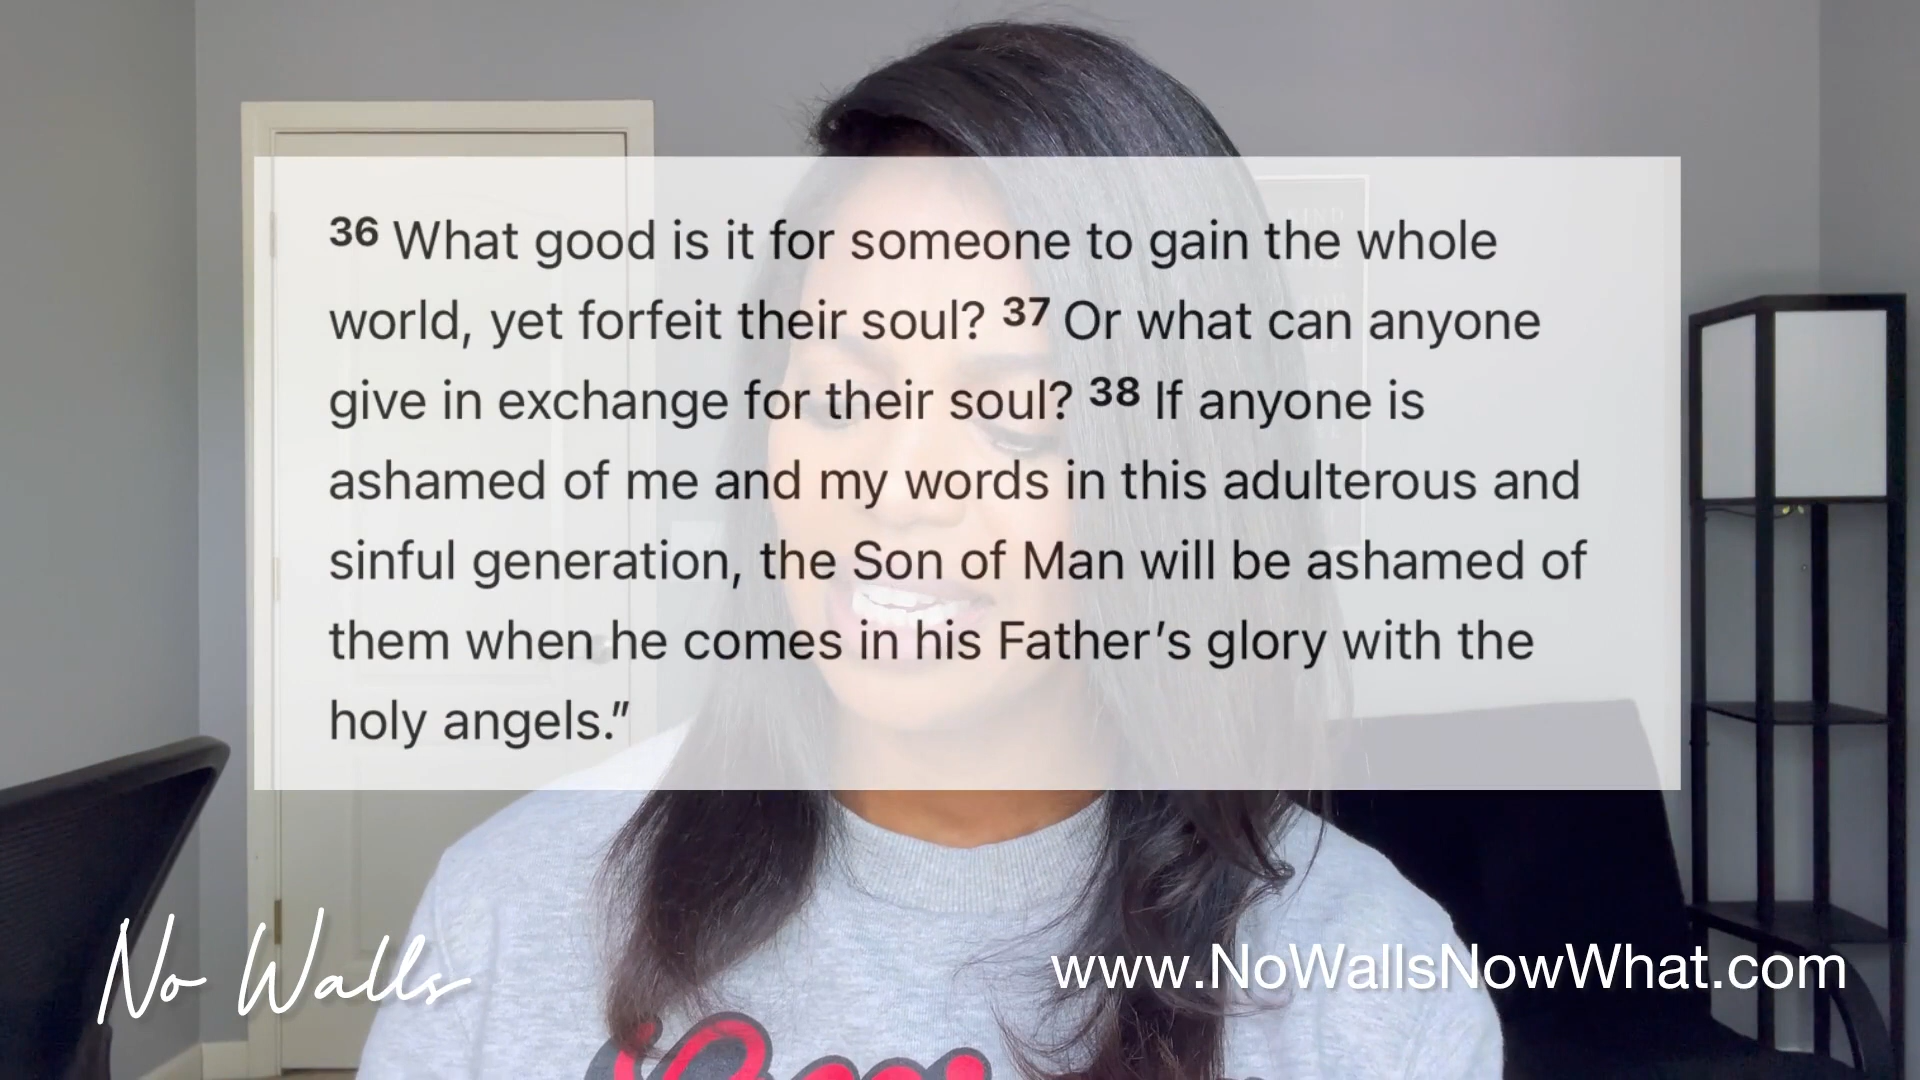 36 What good is it for someone to gain the whole
world, yet forfeit their soul? 37 Or what can anyone
give in exchange for their soul? 38 If anyone is
ashamed of me and my words in this adulterous and
sinful generation, the Son of Man will be ashamed of
them when he comes in his Father’s glory with the
holy angels.”
No Walls
www.NoWallsNowWhat.com